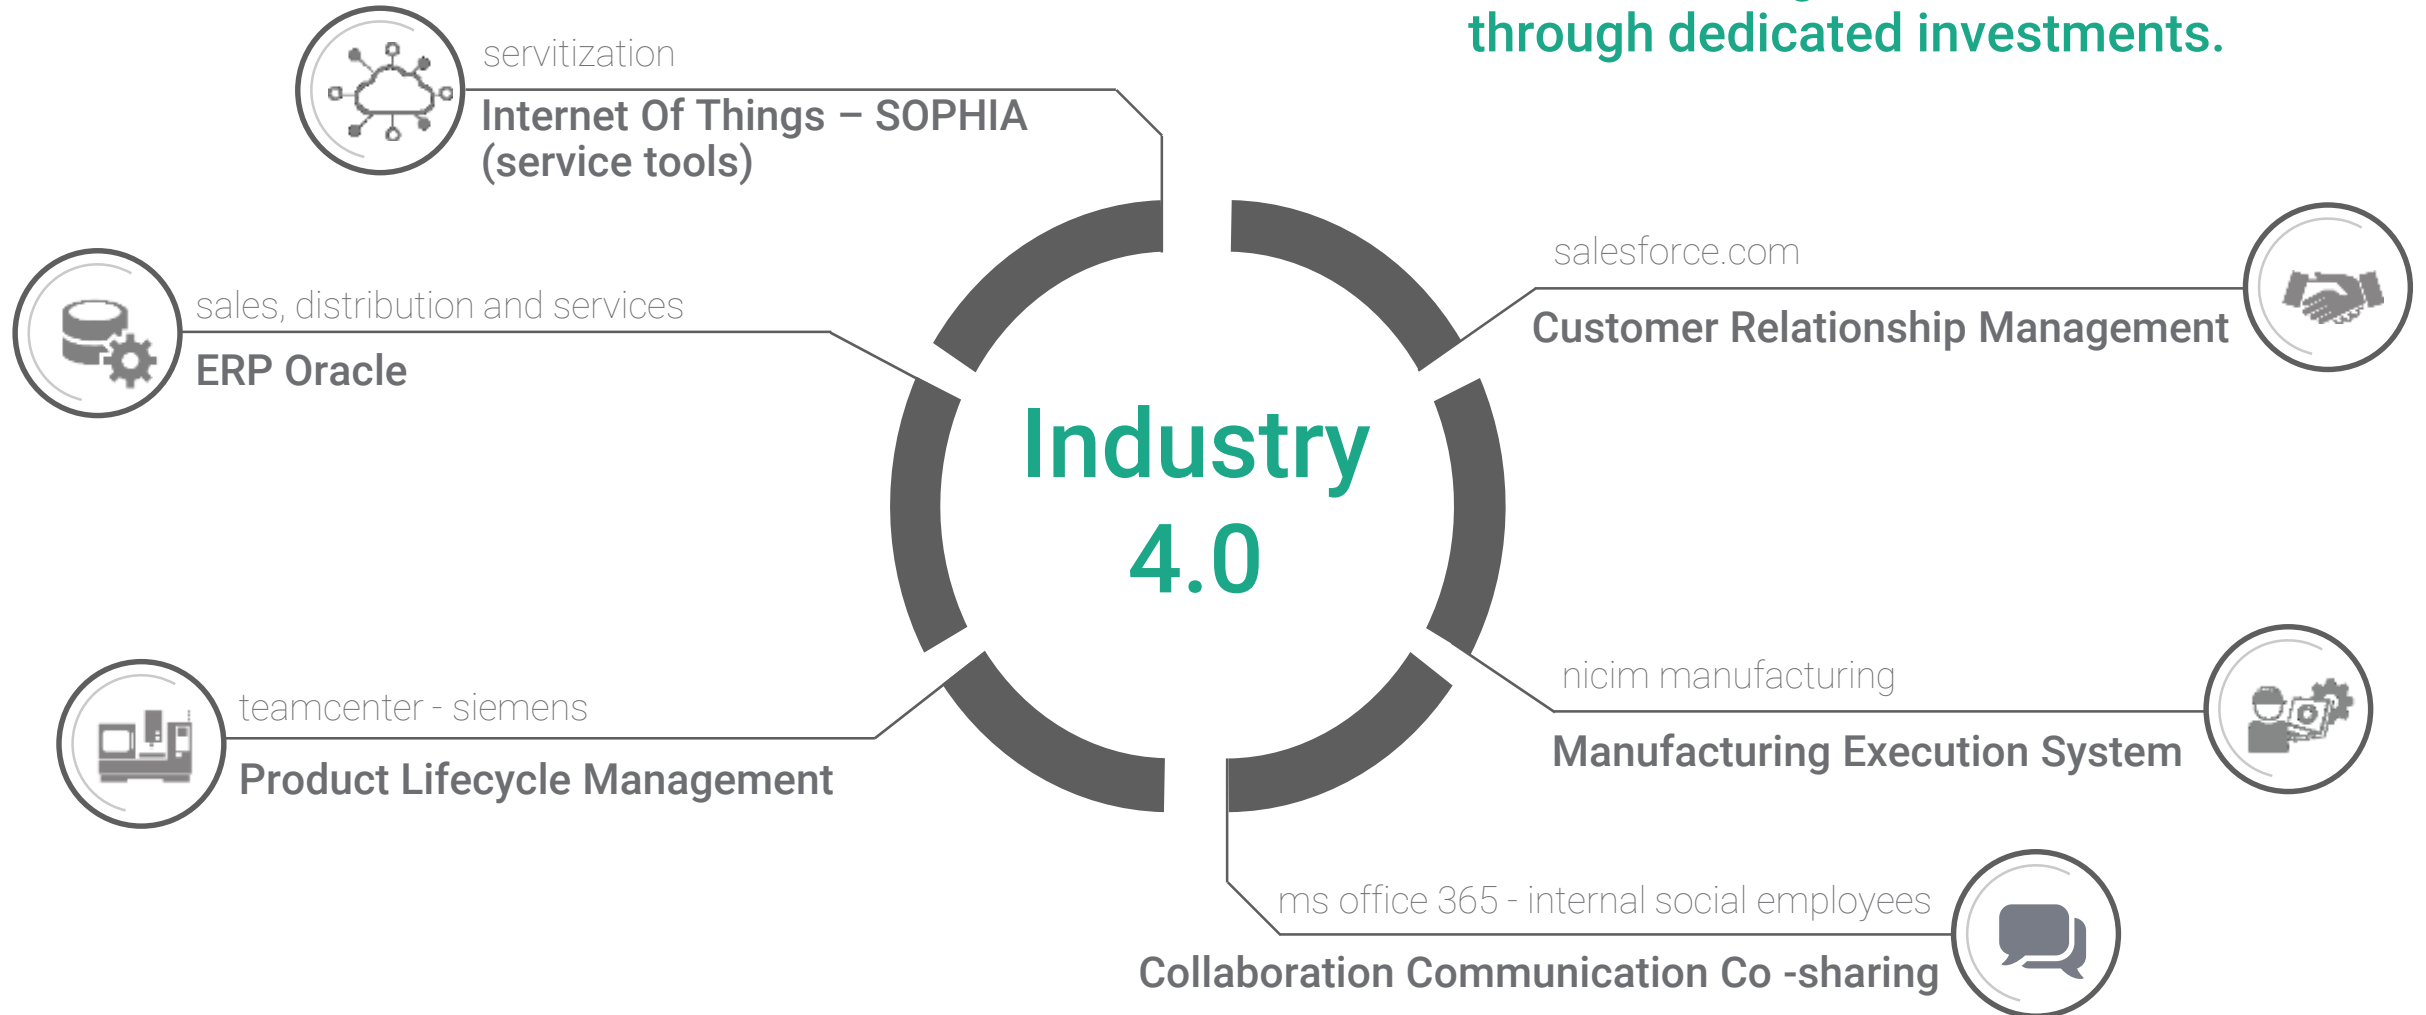 through dedicated investments.
servitization
Internet Of Things – SOPHIA
(service tools)
salesforce.com
Customer Relationship Management
sales, distribution and services
ERP Oracle
Industry
4.0
nicim manufacturing
Manufacturing Execution System
teamcenter - siemens
Product Lifecycle Management
ms office 365 - internal social employees
Collaboration Communication Co -sharing